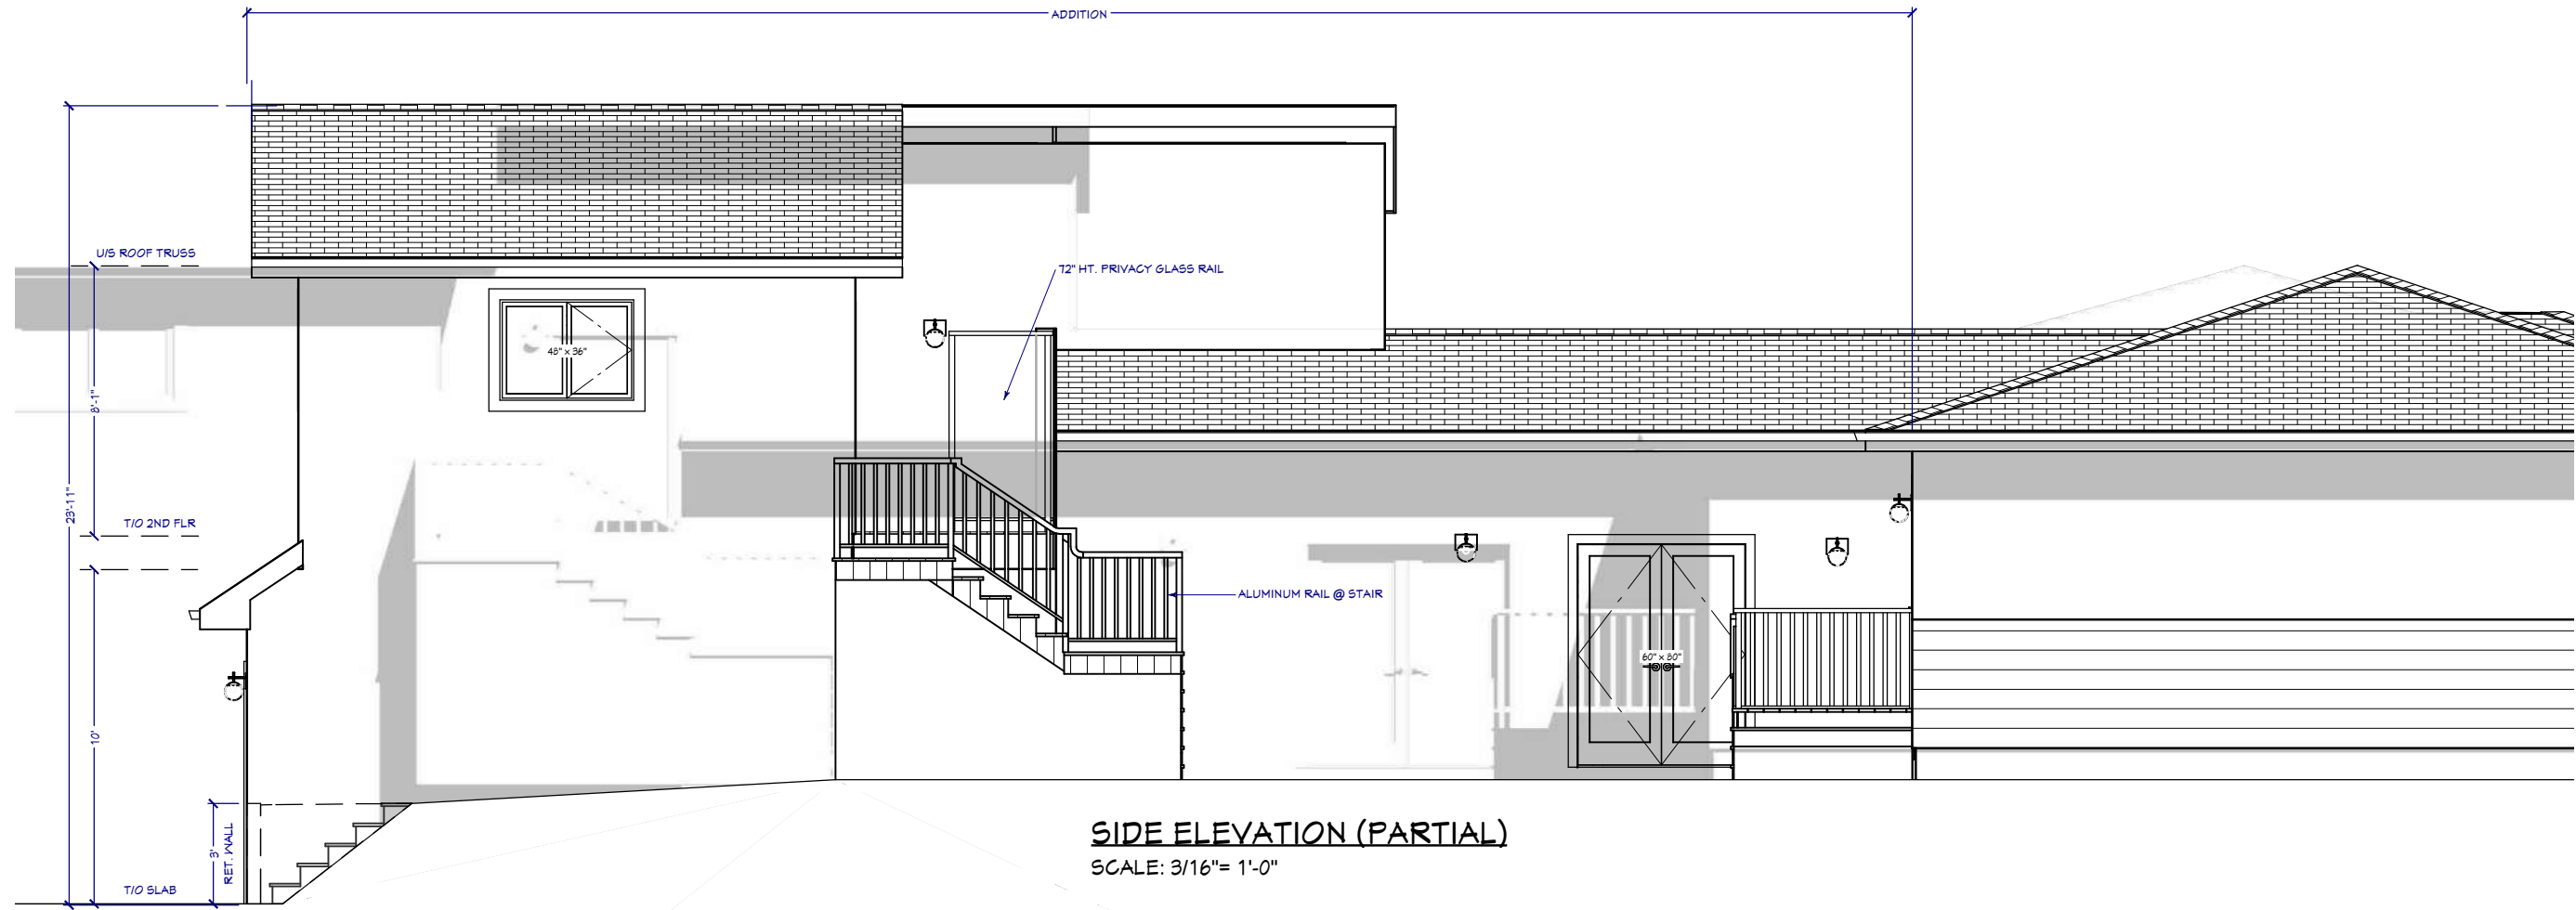 ADDITION
U/S ROOF TRUSS
72" HT. PRIVACY GLASS RAIL
48" x 36"
8'-1"
23'-11"
T/O 2ND FLR
ALUMINUM RAIL @ STAIR
60" x 80"
10'
3'
RET. WALL
T/O SLAB
SIDE ELEVATION (PARTIAL)
SCALE: 3/16"= 1'-0"